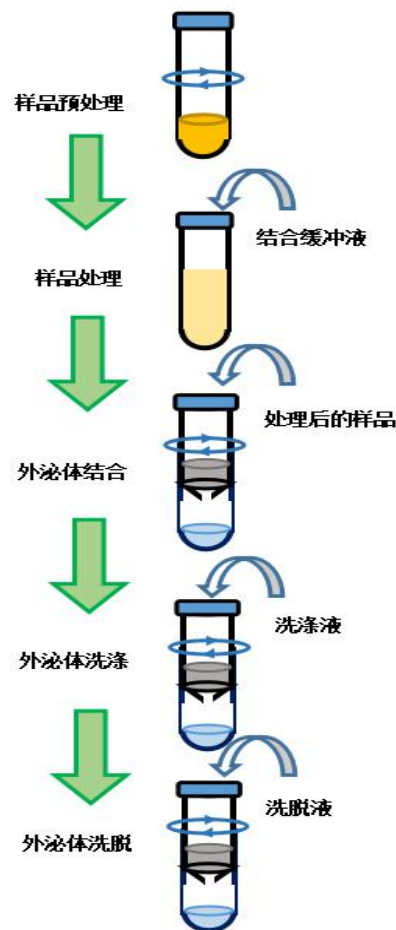 样品预处理
结合缓冲液
样品处理
处理后的样品
外泌体结合
洗涤液
外泌体洗涤
洗脱液
外泌体洗脱